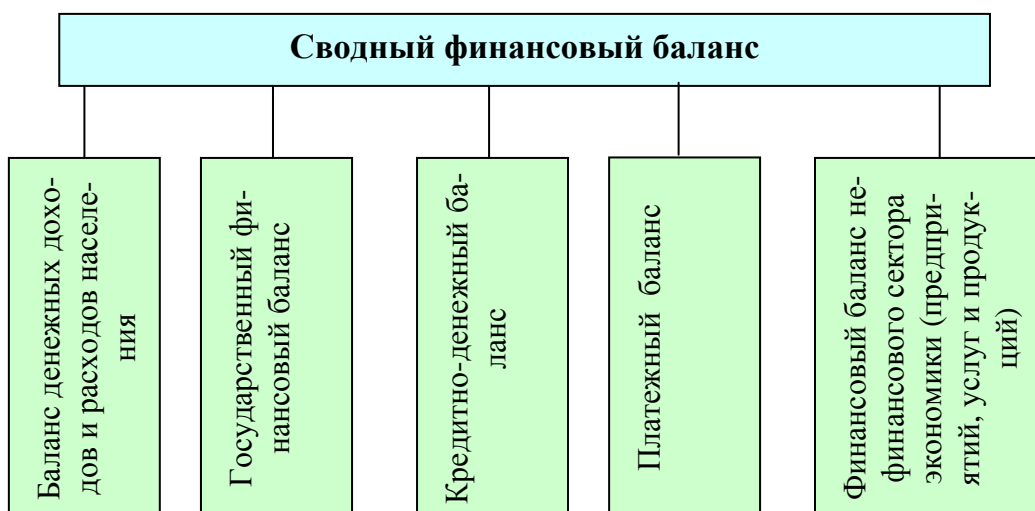 Сводный финансовый баланс
Баланс денежных дохо-
дов и расходов населе-
ния
Государственный фи-
нансовый баланс
Кредитно-денежный ба-
ланс
Платежный баланс
Финансовый баланс не-
финансового сектора
экономики (предпри-
ятий, услуг и продук-
ций)